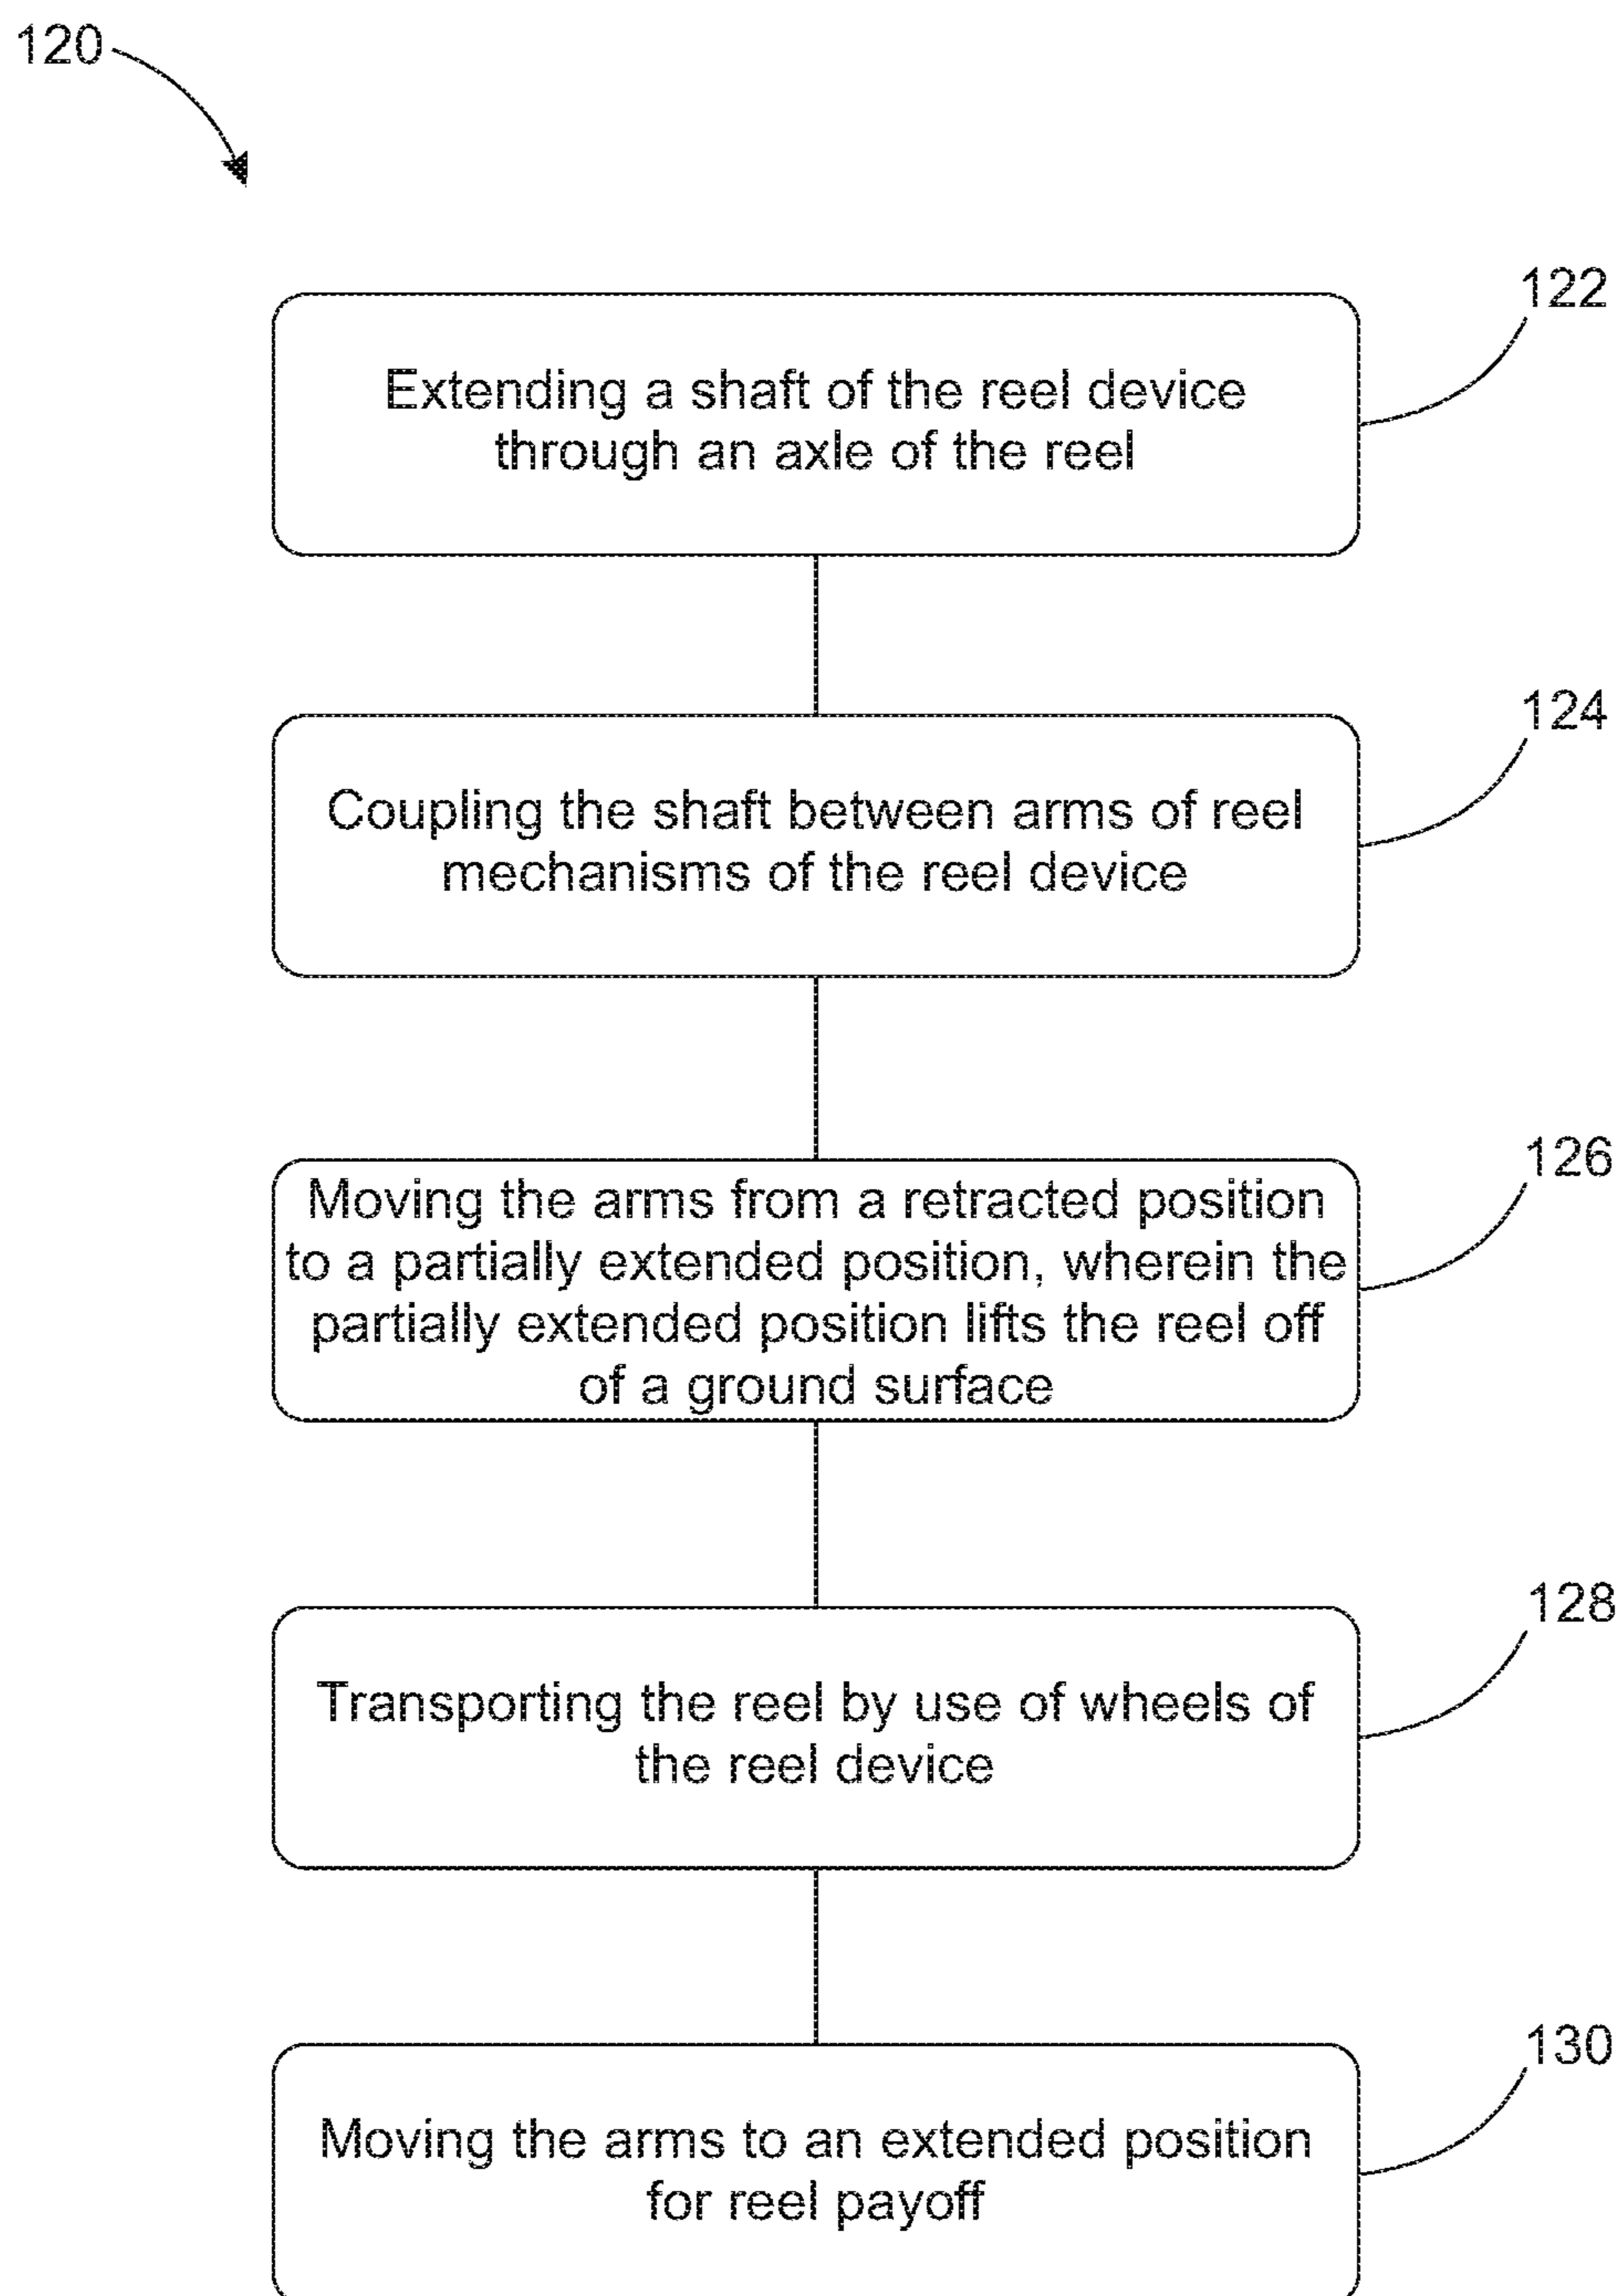 120
122
Extending a shaft of the reel device
through an axle of the reel
124
Coupling the shaft between arms of reel
mechanisms of the reel device
126
Moving the arms from a retracted position
to a partially extended position, wherein the
partially extended position lifts the reel off
of a ground surface
128
Transporting the reel by use of wheels of
the reel device
130
Moving the arms to an extended position
for reel payoff